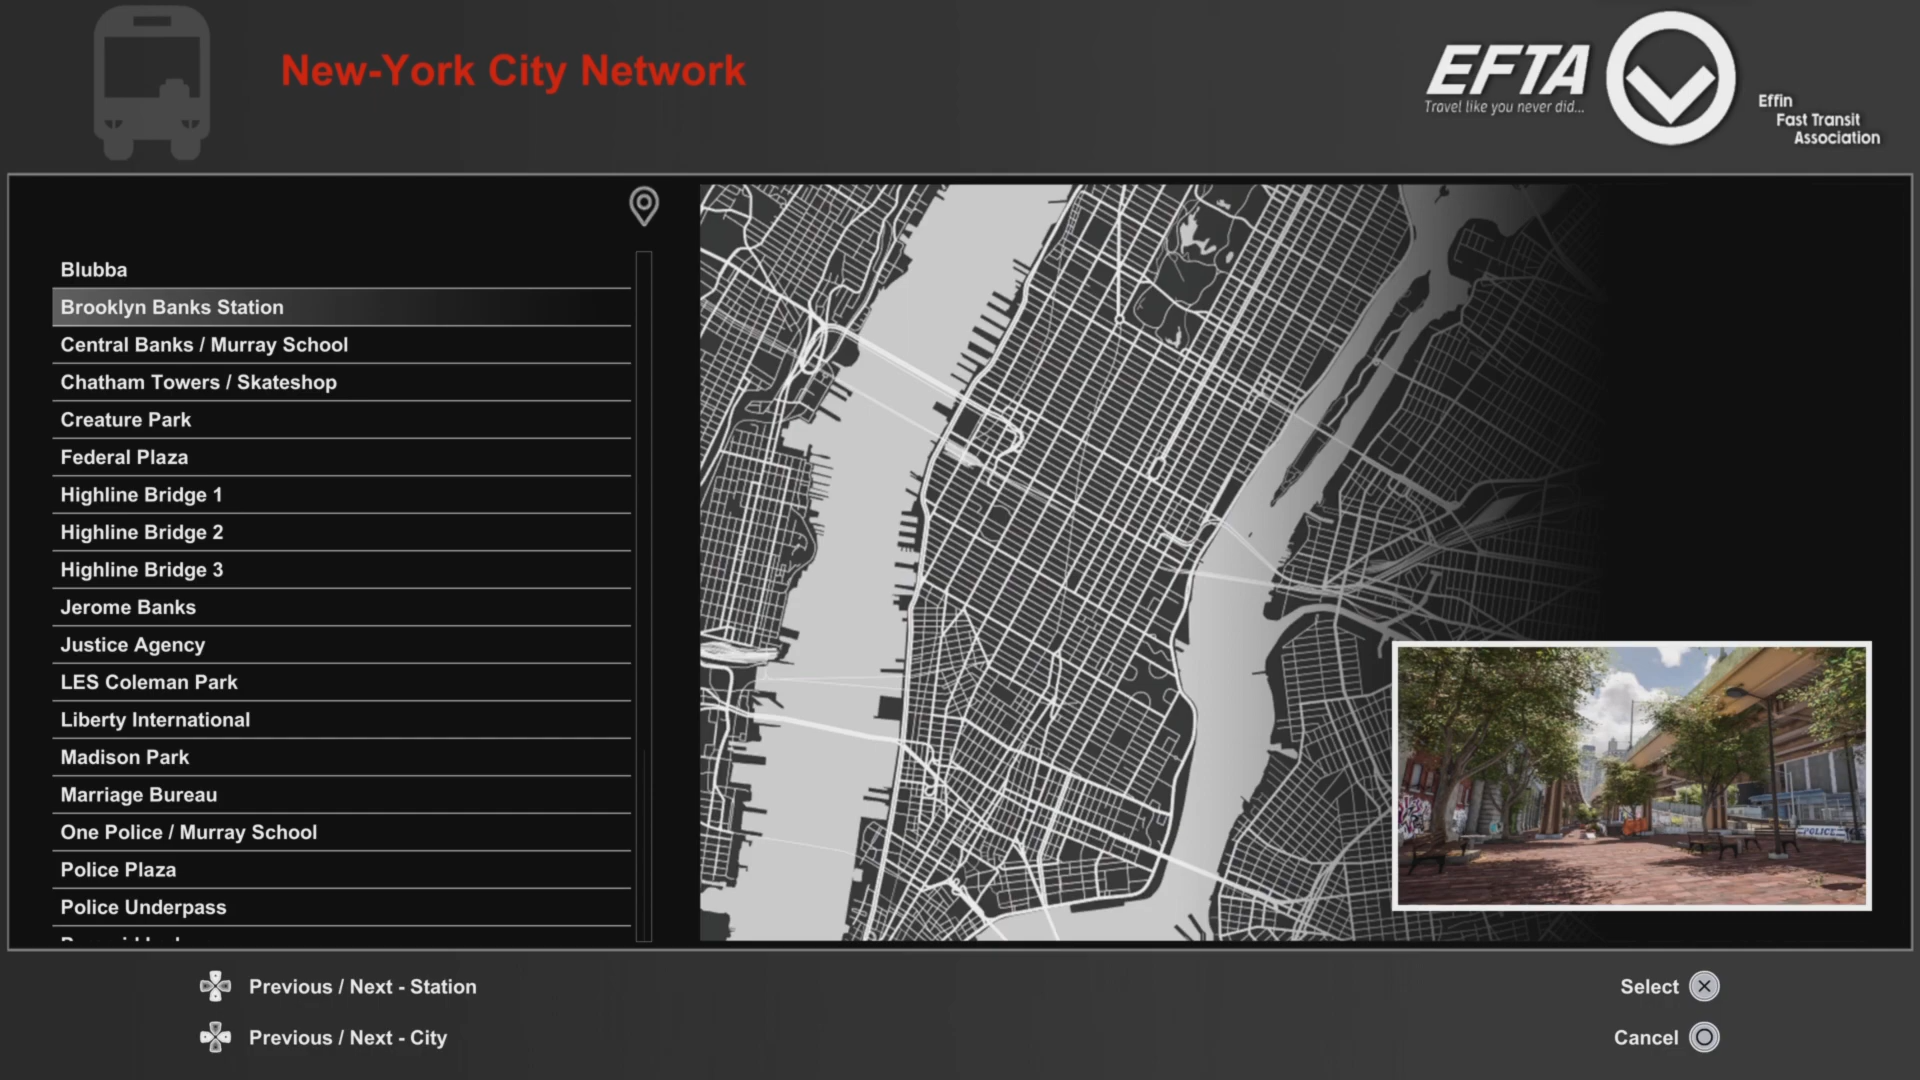 New-York City Network
EFTA
Travel like you never did...
Effin
Fast Transit
Association
Blubba
Brooklyn Banks Station
Central Banks / Murray School
Chatham Towers / Skateshop
Creature Park
Federal Plaza
Highline Bridge 1
Highline Bridge 2
Highline Bridge 3
Jerome Banks
Justice Agency
LES Coleman Park
Liberty International
Madison Park
Marriage Bureau
One Police / Murray School
Police Plaza
Police Underpass
POLICE
Previous / Next - Station
Select
Previous / Next - City
Cancel